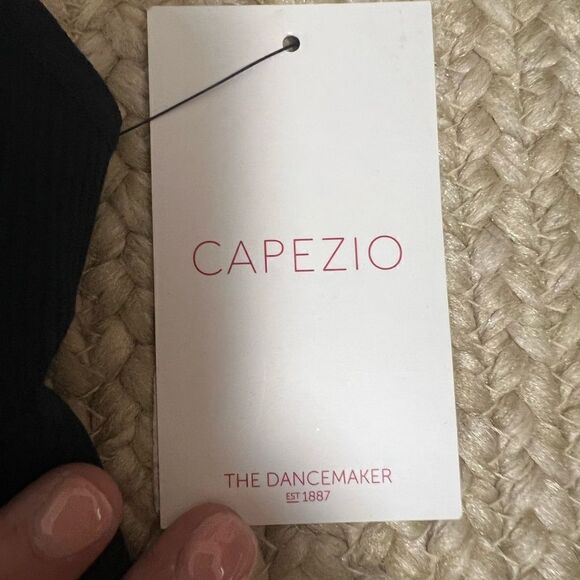 CAPEZIO
THE DANCEMAKER
EST 1887